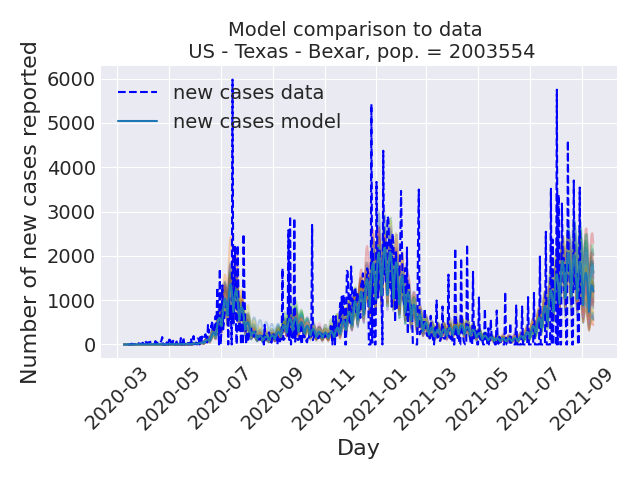 Model comparison to data
US - Texas - Bexar, pop. = 2003554
Number of new cases reported
6000
5000
4000
3000
2000
1000
0
new cases data
new cases model
2020-03
2020-05
2020-07
2020-09
2020-11
2021-01
2021-03
2021-05
2021-07
2021-09
Day